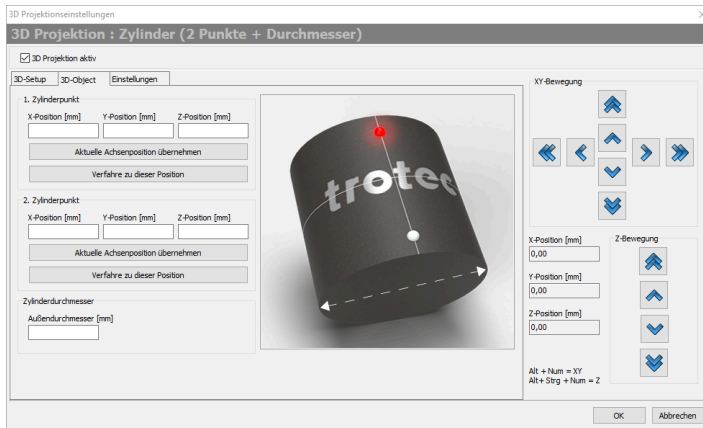 3D Projektionseinstellungen
3D Projektion : Zylinder (2 Punkte + Durchmesser)
3D Projektion aktiv
3D-Setup 3D-Object Einstellungen
1. Zylinderpunkt
X-Position [mm] Y-Position [mm] Z-Position [mm]
Aktuelle Achsenposition übernehmen
Verfahre zu dieser Position
2. Zylinderpunkt
X-Position [mm] Y-Position [mm] Z-Position [mm]
Aktuelle Achsenposition übernehmen
Verfahre zu dieser Position
Zylinderdurchmesser
Außendurchmesser [mm]
trotec
XY-Bewegung
X-Position [mm]
0,00
Y-Position [mm]
0,00
Z-Position [mm]
0,00
Z-Bewegung
Alt + Num = XY
Alt+ Strg + Num = Z
OK Abbrechen